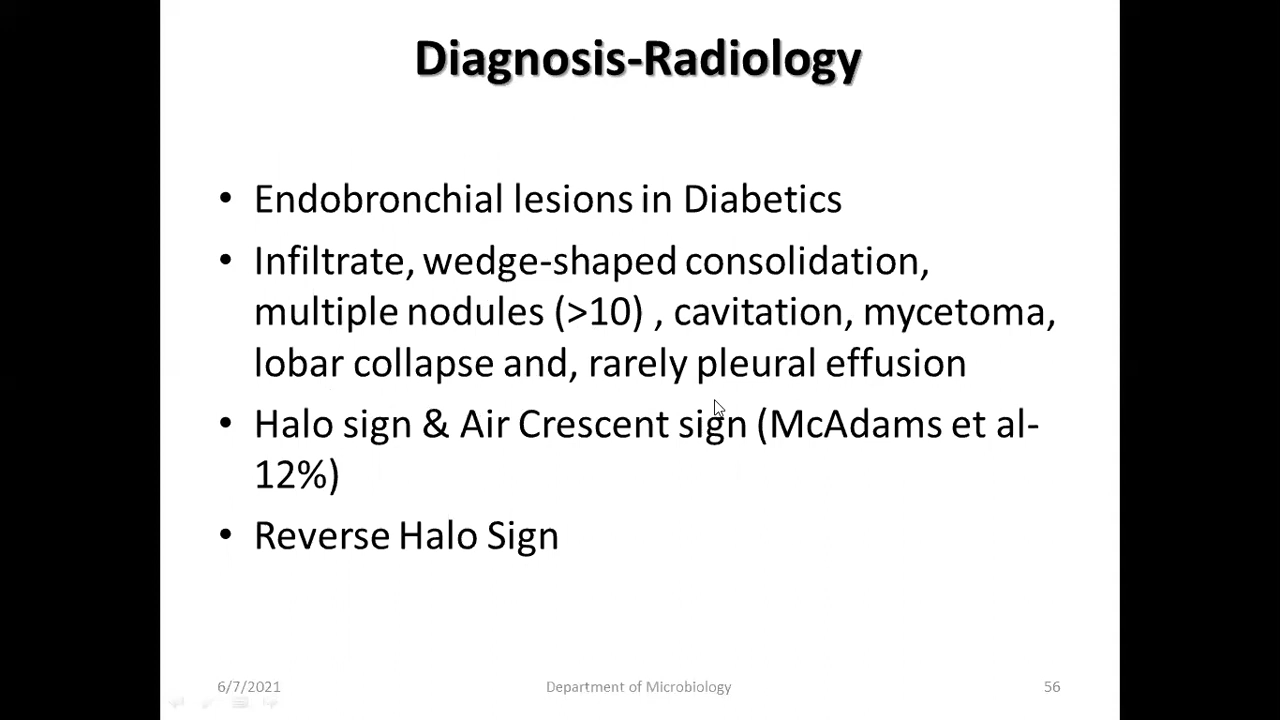 Diagnosis-Radiology
• Endobronchial lesions in Diabetics
• Infiltrate, wedge-shaped consolidation,
multiple nodules (>10) , cavitation, mycetoma,
lobar collapse and, rarely pleural effusion
• Halo sign & Air Crescent sign (McAdams et al-
12%)
• Reverse Halo Sign
6/7/2021 Department of Microbiology 56